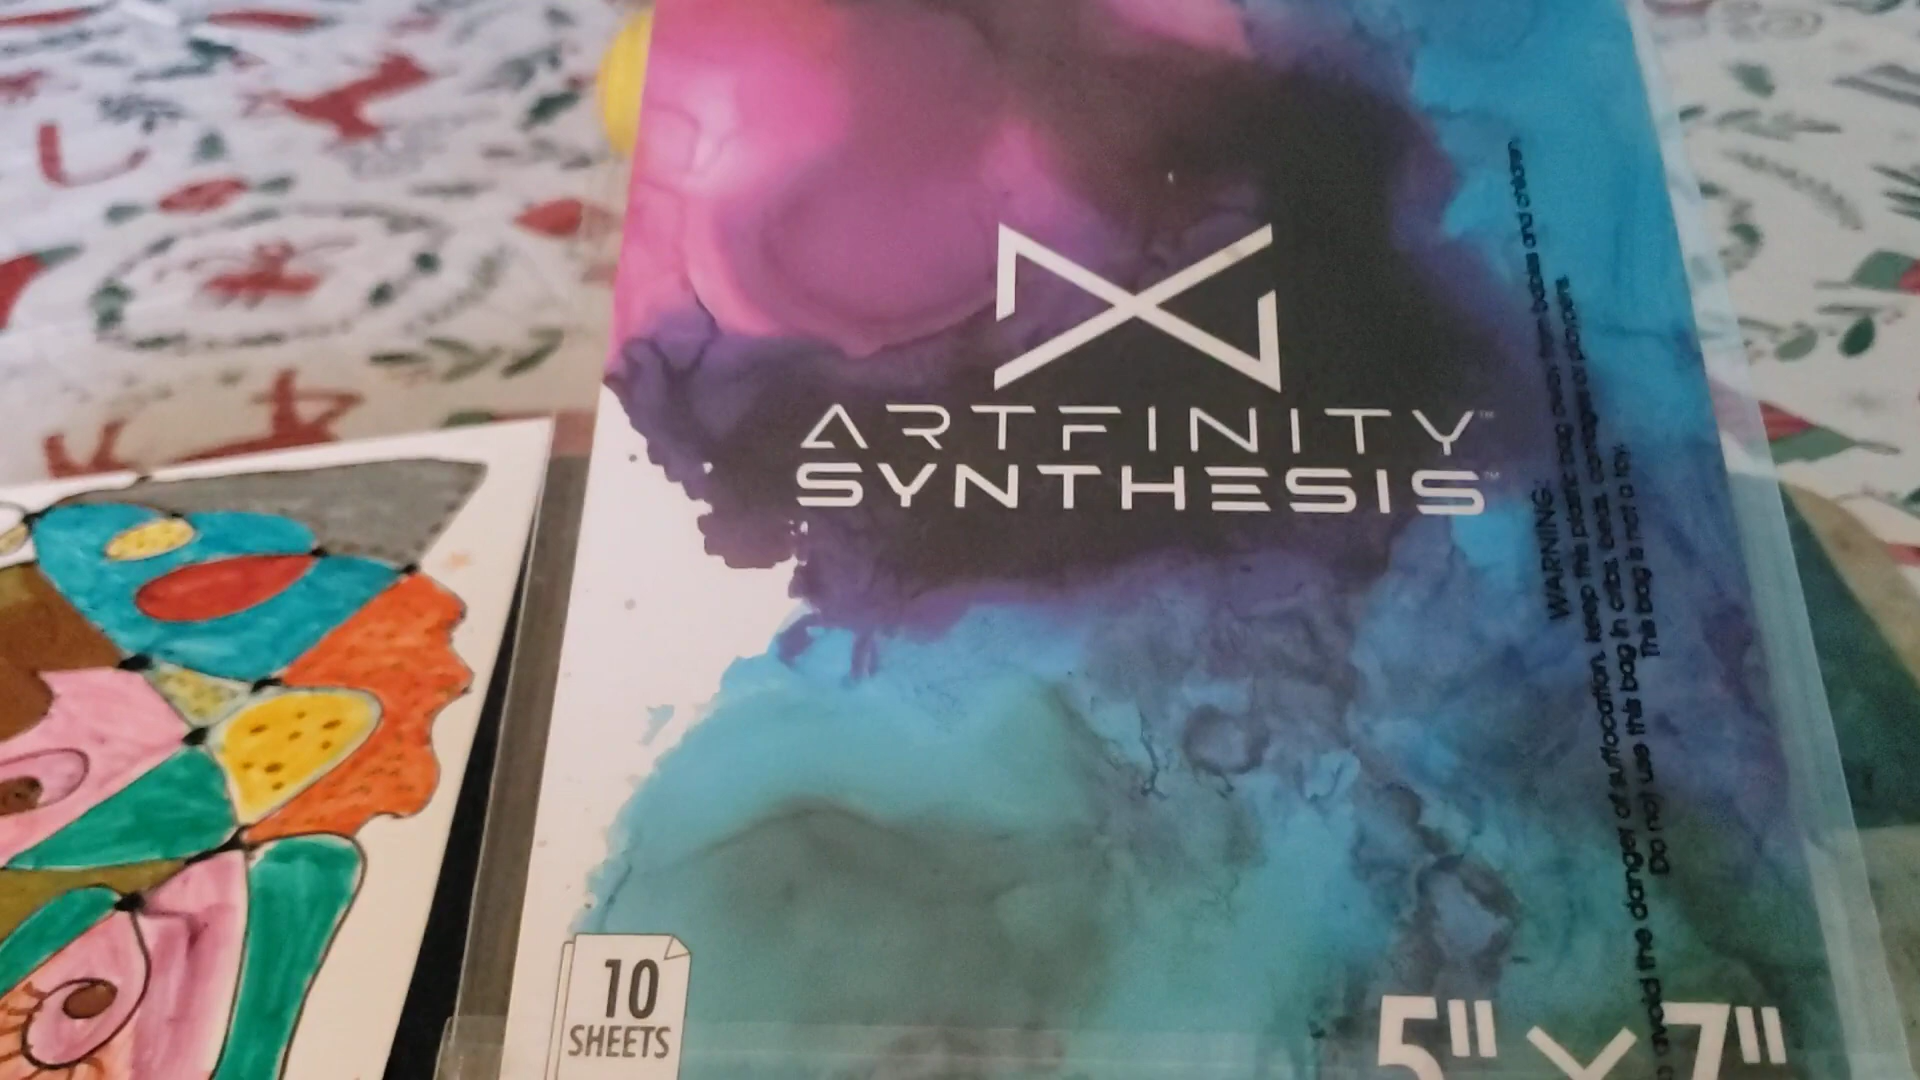 ARTFINITY™
SYNTHESIS™
10
SHEETS
5" x 7"
WARNING:
avoid the danger of suffocation, keep this plastic bag away from babies and children.
Do not use this bag in cribs, beds, carriages or playpens.
This bag is not a toy.